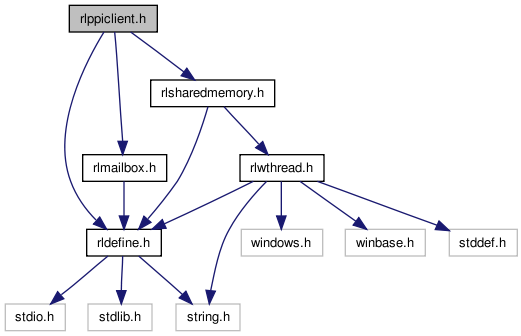 rlppiclient.h
rlsharedmemory.h
rlmailbox.h
rlwthread.h
rldefine.h
windows.h
winbase.h
stddef.h
stdio.h
stdlib.h
string.h